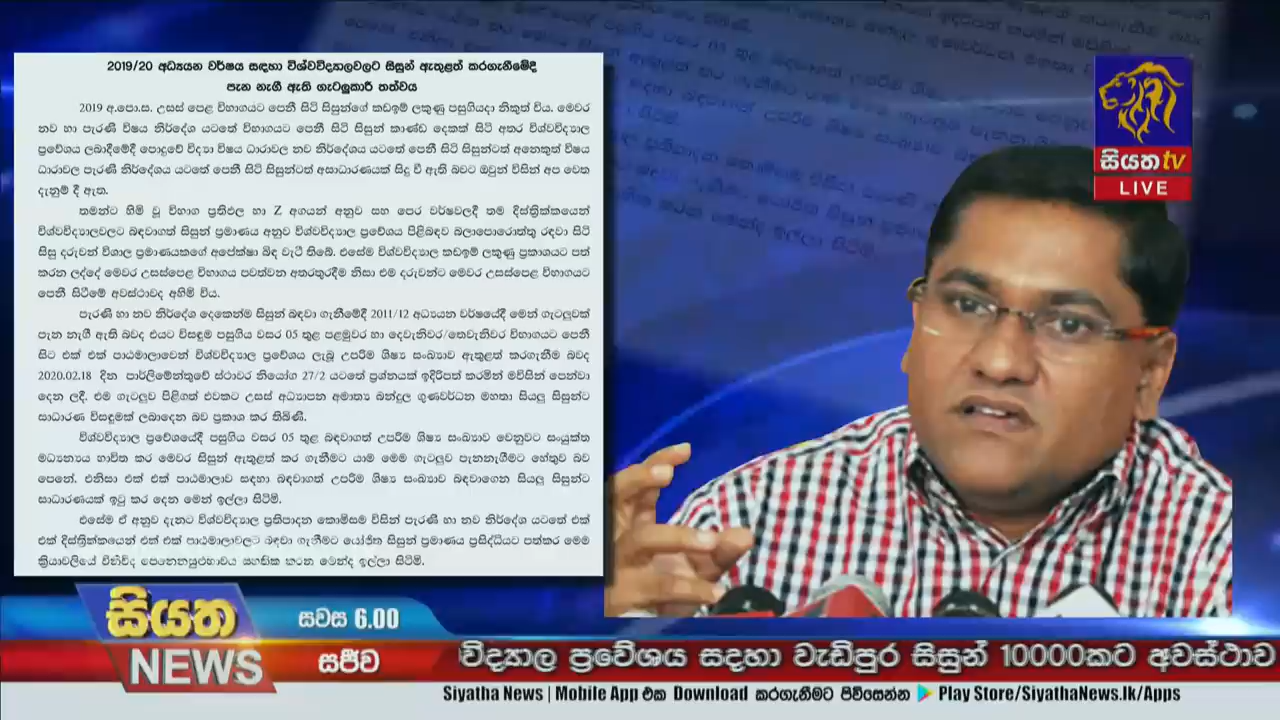 2019/20 අධ්‍යයන වර්ෂය සඳහා විශ්වවිද්‍යාලවලට සිසුන් ඇතුළත් කරගැනීමේදී
පැන නැගී ඇති ගැටලුකාරී තත්වය
2019 අ.පො.ස. උසස් පෙළ විභාගයට පෙනී සිටි සිසුන්ගේ කඩඉම් ලකුණු පසුගියදා නිකුත් විය. මෙවර
නව හා පැරණි විෂය නිර්දේශ යටතේ විභාගයට පෙනී සිටි සිසුන් කාණ්ඩ දෙකක් සිටි අතර විශ්වවිද්‍යාල
ප්‍රවේශය ලබාදීමේදී පොදුවේ විද්‍යා විෂය ධාරාවල නව නිර්දේශය යටතේ පෙනී සිටි සිසුන්ටත් අනෙකුත් විෂය
ධාරාවල පැරණි නිර්දේශය යටතේ පෙනී සිටි සිසුන්ටත් අසාධාරණයක් සිදු වී ඇති බවට ඔවුන් විසින් අප වෙත
දැනුම් දී ඇත.
තමන්ට හිමි වූ විභාග ප්‍රතිඵල හා Z අගයන් අනුව සහ පෙර වර්ෂවලදී තම දිස්ත්‍රික්කයෙන්
විශ්වවිද්‍යාලවලට බඳවාගත් සිසුන් ප්‍රමාණය අනුව විශ්වවිද්‍යාල ප්‍රවේශය පිළිබඳව බලාපොරොත්තු රඳවා සිටි
සිසු දරුවන් විශාල ප්‍රමාණයකගේ අපේක්ෂා බිඳ වැටී තිබේ. එසේම විශ්වවිද්‍යාල කඩඉම් ලකුණු ප්‍රකාශයට පත්
කරන ලද්දේ මෙවර උසස්පෙළ විභාගය පවත්වන අතරතුරදීම නිසා එම දරුවන්ට මෙවර උසස්පෙළ විභාගයට
පෙනී සිටීමේ අවස්ථාවද අහිමි විය.
පැරණි හා නව නිර්දේශ දෙකෙන්ම සිසුන් බඳවා ගැනීමේදී 2011/12 අධ්‍යයන වර්ෂයේදී මෙන් ගැටලුවක්
පැන නැගී ඇති බවද එයට විසඳුම පසුගිය වසර 05 තුළ පළමුවර හා දෙවැනිවර/තෙවැනිවර විභාගයට පෙනී
සිට එක් එක් පාඨමාලාවෙන් විශ්වවිද්‍යාල ප්‍රවේශය ලැබූ උපරිම ශිෂ්‍ය සංඛ්‍යාව ඇතුළත් කරගැනීම බවද
2020.02.18 දින පාර්ලිමේන්තුවේ ස්ථාවර නියෝග 27/2 යටතේ ප්‍රශ්නයක් ඉදිරිපත් කරමින් මවිසින් පෙන්වා
දෙන ලදී. එම ගැටලුව පිළිගත් එවකට උසස් අධ්‍යාපන අමාත්‍ය බන්දුල ගුණවර්ධන මහතා සියලු සිසුන්ට
සාධාරණ විසඳුමක් ලබාදෙන බව ප්‍රකාශ කර තිබිණි.
විශ්වවිද්‍යාල ප්‍රවේශයේදී පසුගිය වසර 05 තුළ බඳවාගත් උපරිම ශිෂ්‍ය සංඛ්‍යාව වෙනුවට සංයුක්ත
මධ්‍යන්‍යය භාවිත කර මෙවර සිසුන් ඇතුළත් කර ගැනීමට යාම මෙම ගැටලුව පැනනැගීමට හේතුව බව
පෙනේ. එනිසා එක් එක් පාඨමාලාව සඳහා බඳවාගත් උපරිම ශිෂ්‍ය සංඛ්‍යාව බඳවාගෙන සියලු සිසුන්ට
සාධාරණයක් ඉටු කර දෙන මෙන් ඉල්ලා සිටිමි.
එසේම ඒ අනුව දැනට විශ්වවිද්‍යාල ප්‍රතිපාදන කොමිසම විසින් පැරණි හා නව නිර්දේශ යටතේ එක්
එක් දිස්ත්‍රික්කයෙන් එක් එක් පාඨමාලාවලට බඳවා ගැනීමට යෝජිත සිසුන් ප්‍රමාණය ප්‍රසිද්ධියට පත්කර මෙම
ක්‍රියාවලියේ විනිවිද පෙනෙනසුළුභාවය සහතික කරන මෙන්ද ඉල්ලා සිටිමි.
සියත tv
LIVE
සියත
NEWS
සවස 6.00
සජීව
විද්‍යාල ප්‍රවේශය සඳහා වැඩිපුර සිසුන් 10000කට අවස්ථාව
Siyatha News | Mobile App එක Download කරගැනීමට පිවිසෙන්න Play Store/SiyathaNews.lk/Apps